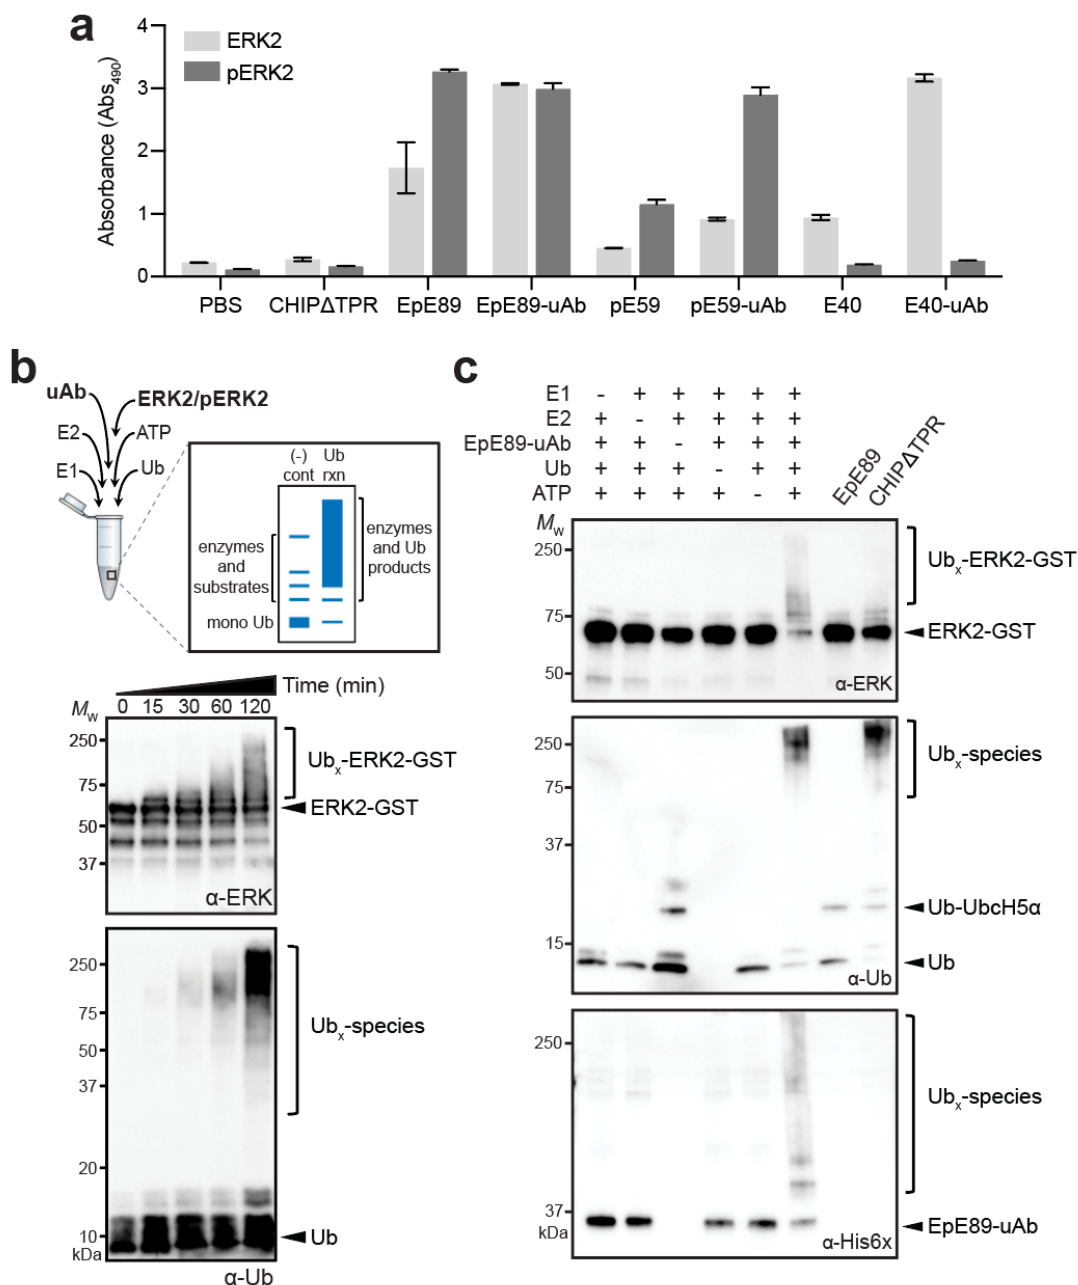 a
Absorbance (Abs490)
4
3
2
1
0
ERK2
pERK2
PBS CHIPΔTPR EpE89 EpE89-uAb pE59 pE59-uAb E40 E40-uAb
b
uAb
ERK2/pERK2
E2
ATP
E1
Ub
(-) cont
Ub rxn
enzymes and substrates
enzymes and Ub products
mono Ub
Time (min)
MW 0 15 30 60 120
250
75
50
37
Ubx-ERK2-GST
ERK2-GST
α-ERK
250
75
50
37
20
10
kDa
Ubx-species
Ub
α-Ub
c
E1 - + + + + +
E2 + - + + + +
EpE89-uAb + + - + + +
Ub + + + - + +
ATP + + + + - +
EpE89
CHIPΔTPR
MW
250
75
50
Ubx-ERK2-GST
ERK2-GST
α-ERK
250
75
37
15
Ubx-species
Ub-UbcH5α
Ub
α-Ub
250
37
kDa
Ubx-species
EpE89-uAb
α-His6x